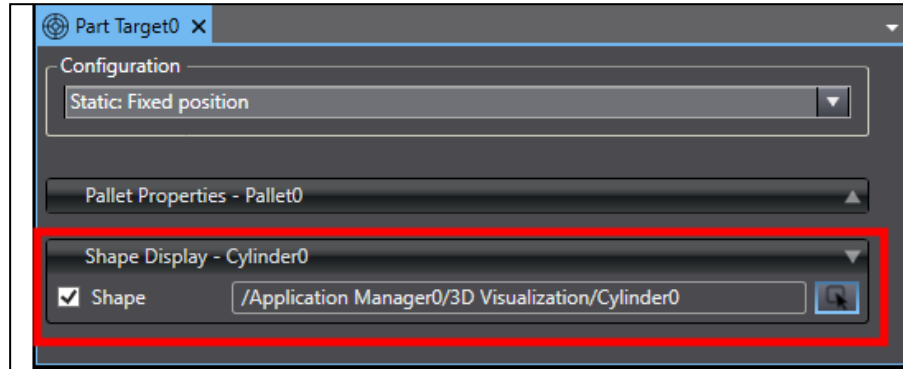 Part Target0
Configuration
Static: Fixed position
Pallet Properties - Pallet0
Shape Display - Cylinder0
Shape /Application Manager0/3D Visualization/Cylinder0